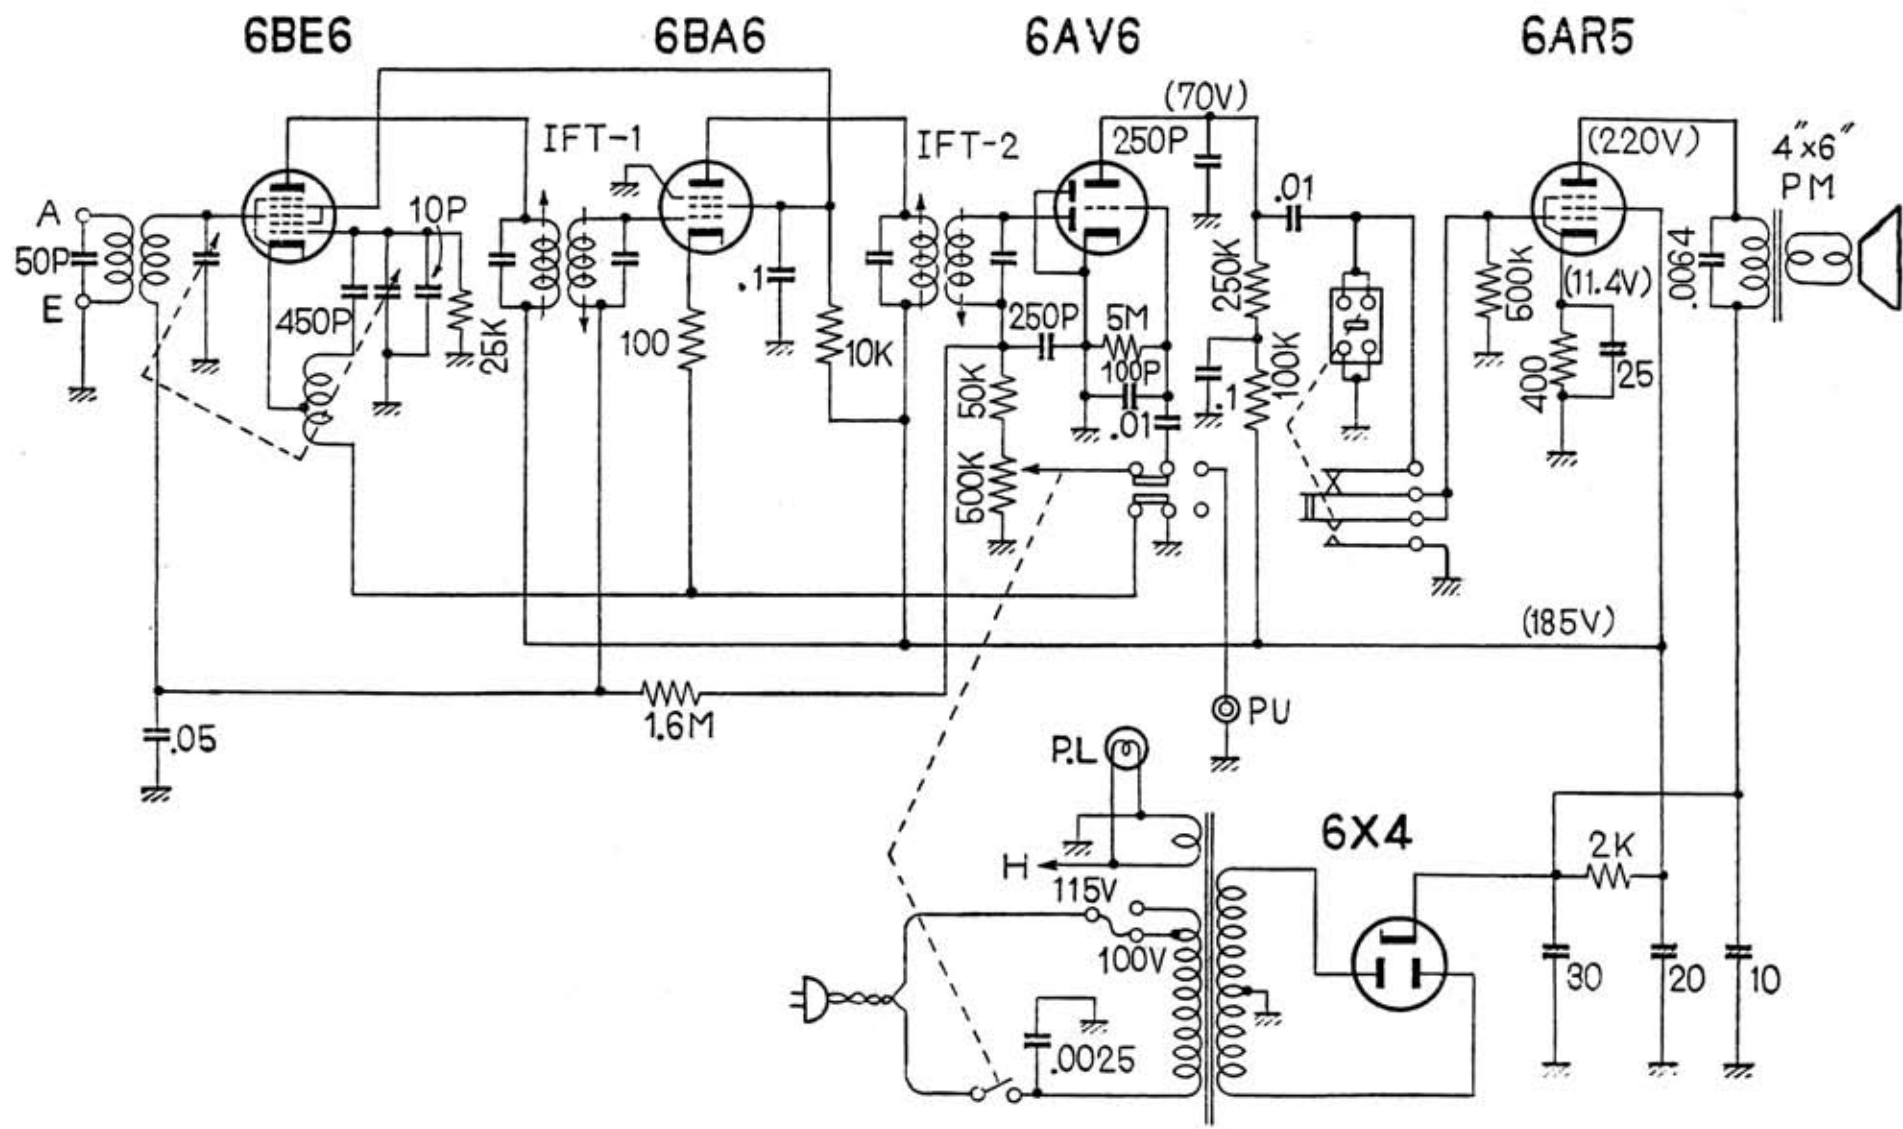 6BE6
6BA6
6AV6
6AR5
(70V)
IFT-1
IFT-2
250P
(220V)
4"x6"
PM
A
50P
E
10P
.01
450P
25K
100
.1
10K
250P
5M
100P
50K
.01
500K
250K
.1
100K
500K
(11.4V)
400
25
.0064
(185V)
1.6M
.05
PU
P.L
H
115V
100V
6X4
2K
.0025
30
20
10